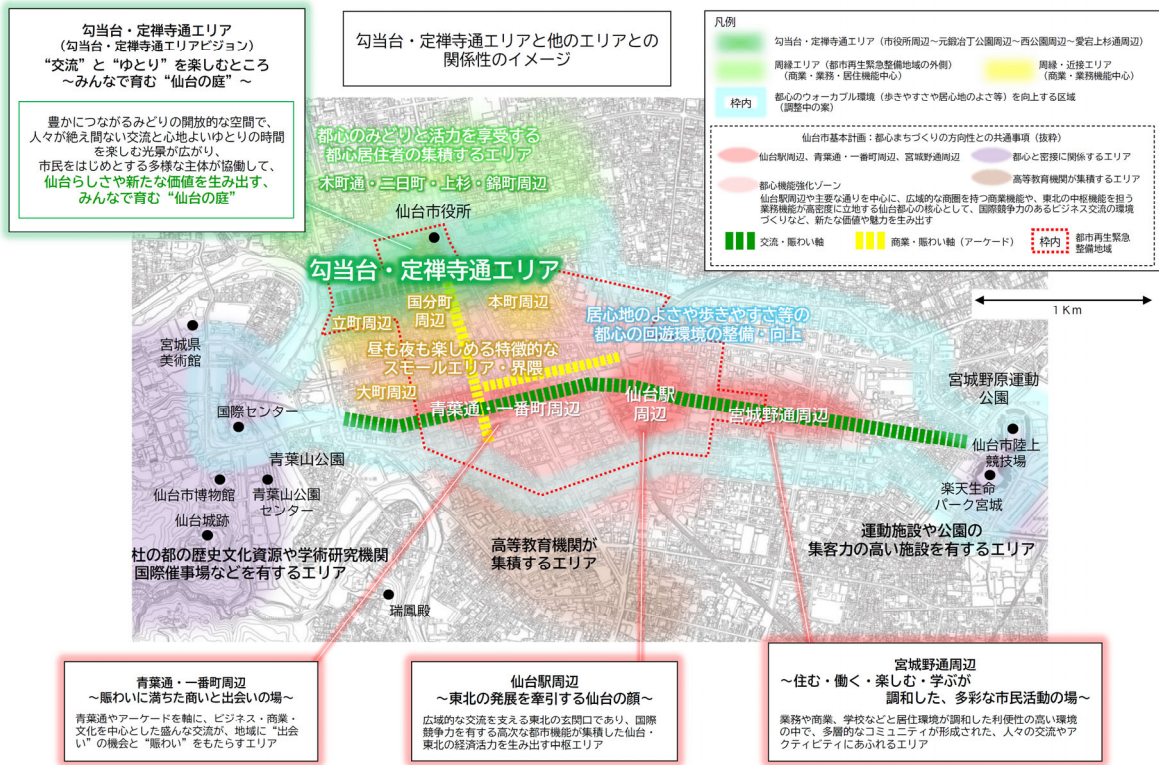 勾当台・定禅寺通エリア
（勾当台・定禅寺通エリアビジョン）
“交流” と “ゆとり” を楽しむところ
～みんなで育む “仙台の庭” ～
豊かにつながるみどりの開放的な空間で、
人々が絶え間ない交流と心地よいゆとりの時間
を楽しむ光景が広がり、
市民をはじめとする多様な主体が協働して、
仙台らしさや新たな価値を生み出す、
みんなで育む “仙台の庭”
勾当台・定禅寺通エリアと他のエリアとの
関係性のイメージ
凡例
勾当台・定禅寺通エリア（市役所周辺～元鍛冶丁公園周辺～西公園周辺～愛宕上杉通周辺）
周縁エリア（都市再生緊急整備地域の外側）
（商業・業務・居住機能中心）
周縁・近接エリア
（商業・業務機能中心）
枠内
都心のウォーカブル環境（歩きやすさや居心地のよさ等）を向上する区域
（調整中の案）
仙台市基本計画：都心まちづくりの方向性との共通事項（抜粋）
仙台駅周辺、青葉通・一番町周辺、宮城野通周辺
都心と密接に関係するエリア
高等教育機関が集積するエリア
都心機能強化ゾーン
仙台駅周辺や主要な通りを中心に、広域的な商圏を持つ商業機能や、東北の中枢機能を担う
業務機能が高密度に立地する仙台都心の核心として、国際競争力のあるビジネス交流の環境
づくりなど、新たな価値や魅力を生み出す
交流・賑わい軸
商業・賑わい軸（アーケード）
枠内
都市再生緊急
整備地域
1 Km
都心のみどりと活力を享受する
都心居住者の集積するエリア
木町通・二日町・上杉・錦町周辺
仙台市役所
勾当台・定禅寺通エリア
国分町
周辺
本町周辺
立町周辺
居心地のよさや歩きやすさ等の
都心の回遊環境の整備・向上
昼も夜も楽しめる特徴的な
スモールエリア・界隈
大町周辺
青葉通・一番町周辺
仙台駅
周辺
宮城野通周辺
宮城県
美術館
国際センター
青葉山公園
仙台市博物館
青葉山公園
センター
仙台城跡
杜の都の歴史文化資源や学術研究機関
国際催事場などを有するエリア
瑞鳳殿
高等教育機関が
集積するエリア
宮城野原運動
公園
仙台市陸上
競技場
楽天生命
パーク宮城
運動施設や公園の
集客力の高い施設を有するエリア
青葉通・一番町周辺
～賑わいに満ちた商いと出会いの場～
青葉通やアーケードを軸に、ビジネス・商業・
文化を中心とした盛んな交流が、地域に “出会
い” の機会と “賑わい” をもたらすエリア
仙台駅周辺
～東北の発展を牽引する仙台の顔～
広域的な交流を支える東北の玄関口であり、国際
競争力を有する高次な都市機能が集積した仙台・
東北の経済活力を生み出す中枢エリア
宮城野通周辺
～住む・働く・楽しむ・学ぶが
調和した、多彩な市民活動の場～
業務や商業、学校などと居住環境が調和した利便性の高い環境
の中で、多層的なコミュニティが形成された、人々の交流やア
クティビティにあふれるエリア